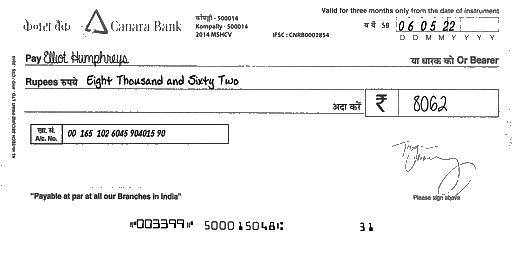 Valid for three months only from the date of instrument
केनरा बैंक Canara Bank
कोंपल्ली - 500014
Kompally - 500014
2014 MSHCV
IFSC : CNRB0002854
SB 06 05 22
D D M M Y Y Y Y
Pay Elliot Humphreys या धारक को Or Bearer
Rupees रुपये Eight Thousand and Sixty Two
अदा करें ₹ 8062
खा. सं.
A/c. No. 00 165 102 6045 904015 90
"Payable at par at all our Branches in India"
Please sign above
⑈003399⑈ 500015048⑆ 31